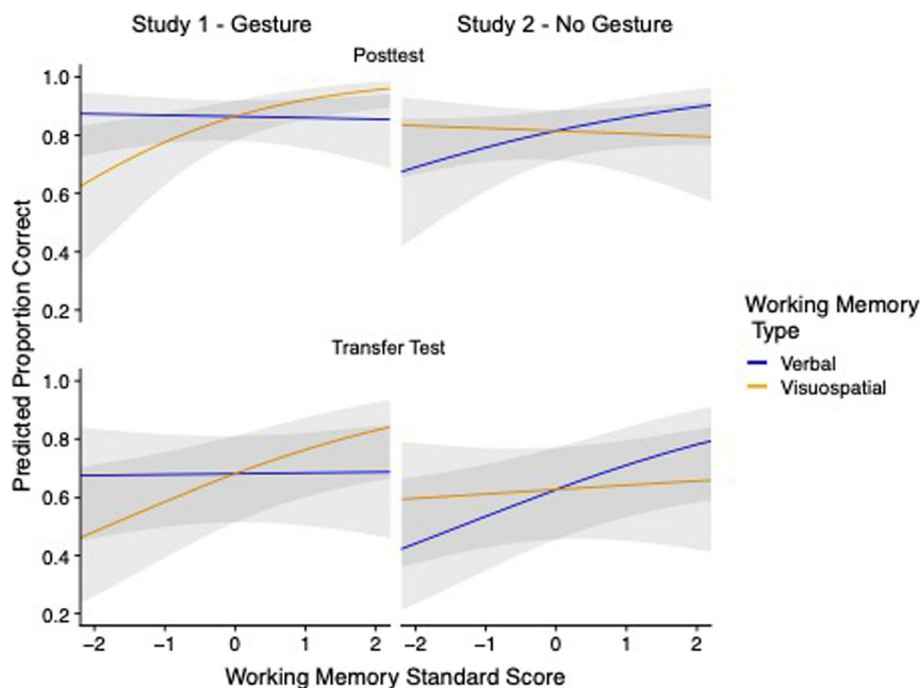 Study 1 - Gesture
Study 2 - No Gesture
Posttest
1.0
0.8
0.6
0.4
0.2
Transfer Test
1.0
0.8
0.6
0.4
0.2
−2 −1 0 1 2
−2 −1 0 1 2
Predicted Proportion Correct
Working Memory Standard Score
Working Memory
Type
Verbal
Visuospatial